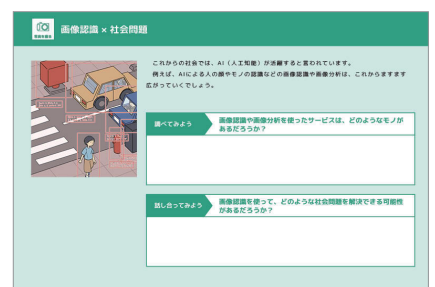 画像認識 × 社会問題
これからの社会では、AI（人工知能）が活躍すると言われています。
例えば、AIによる人の顔やモノの認識などの画像認識や画像分析は、これからますます
広がっていくでしょう。
調べてみよう
画像認識や画像分析を使ったサービスは、どのようなモノが
あるだろうか？
話し合ってみよう
画像認識を使って、どのような社会問題を解決できる可能性
があるだろうか？